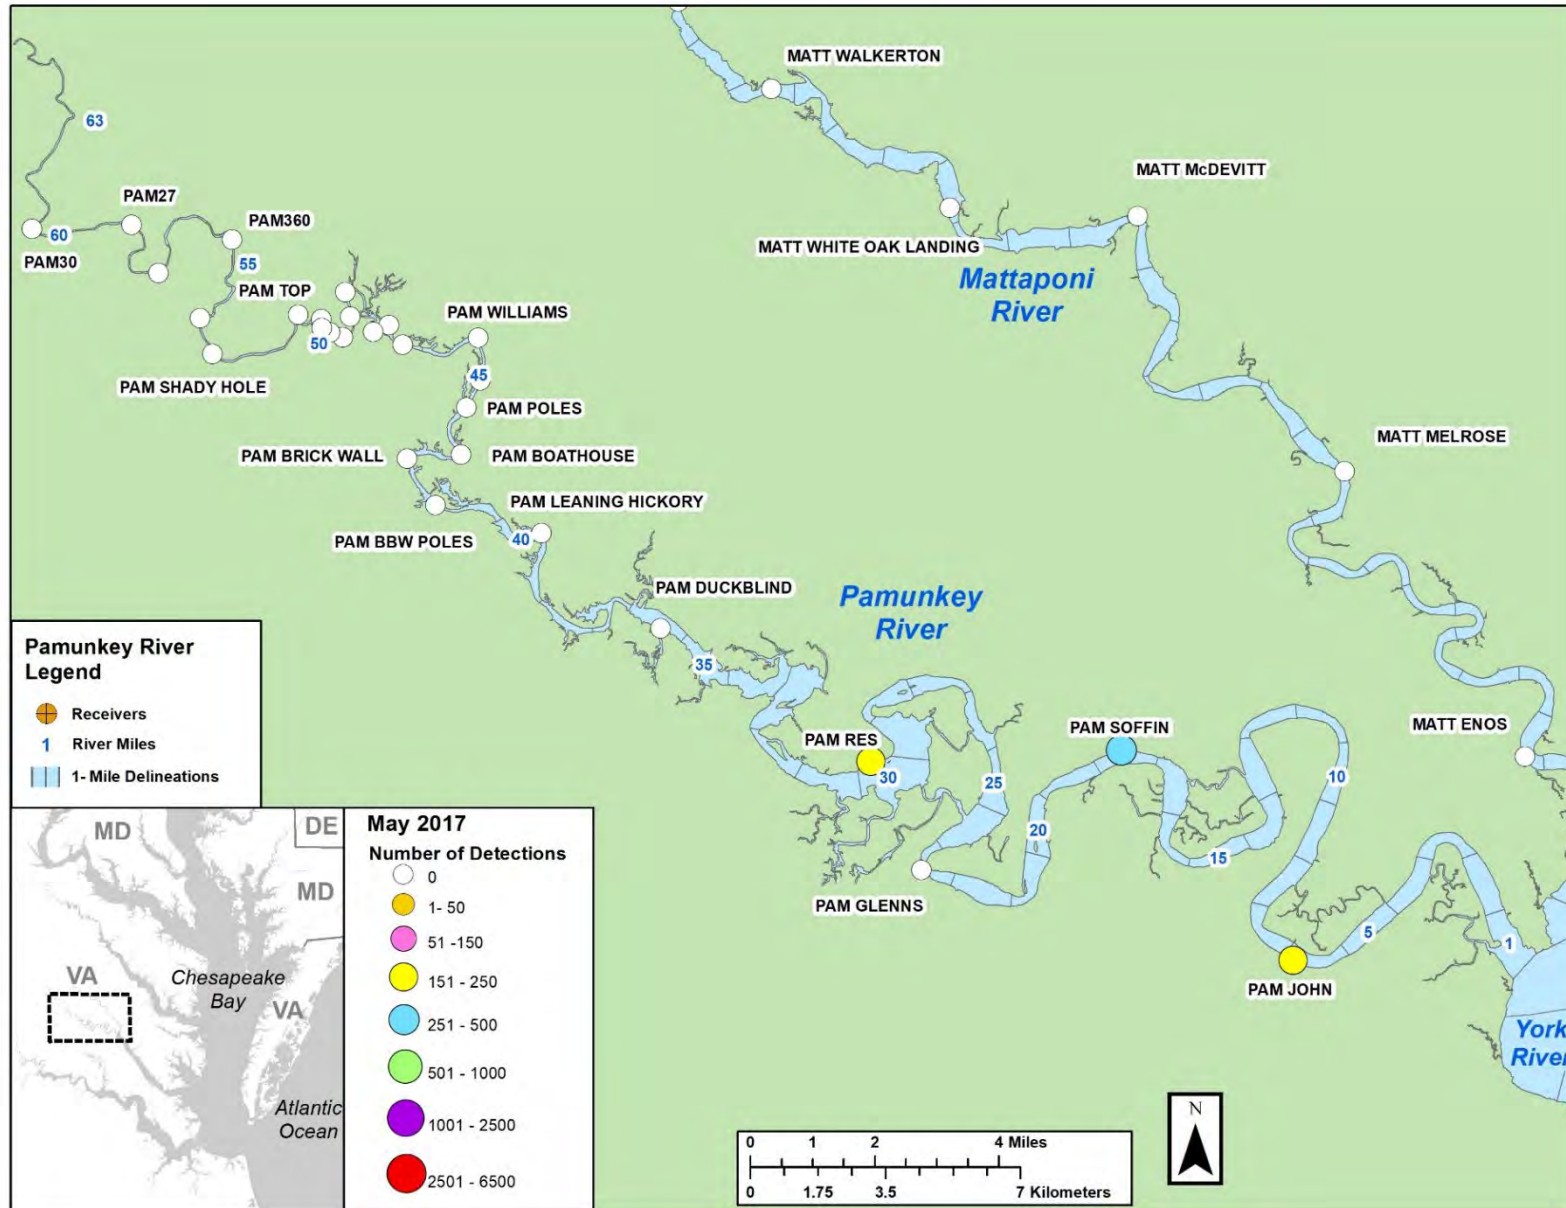 MATT WALKERTON
63
MATT McDEVITT
PAM27
PAM360
60
MATT WHITE OAK LANDING
PAM30
55
Mattaponi
River
PAM TOP
PAM WILLIAMS
50
45
PAM SHADY HOLE
PAM POLES
MATT MELROSE
PAM BRICK WALL
PAM BOATHOUSE
PAM LEANING HICKORY
PAM BBW POLES
40
PAM DUCKBLIND
Pamunkey
River
35
PAM SOFFIN
MATT ENOS
PAM RES
30
25
10
20
15
PAM GLENNS
5
1
PAM JOHN
York
River
Pamunkey River
Legend
Receivers
1 River Miles
1- Mile Delineations
MD
DE
MD
VA
Chesapeake
Bay
VA
Atlantic
Ocean
May 2017
Number of Detections
0
1- 50
51 -150
151 - 250
251 - 500
501 - 1000
1001 - 2500
2501 - 6500
N
0 1 2 4 Miles
0 1.75 3.5 7 Kilometers